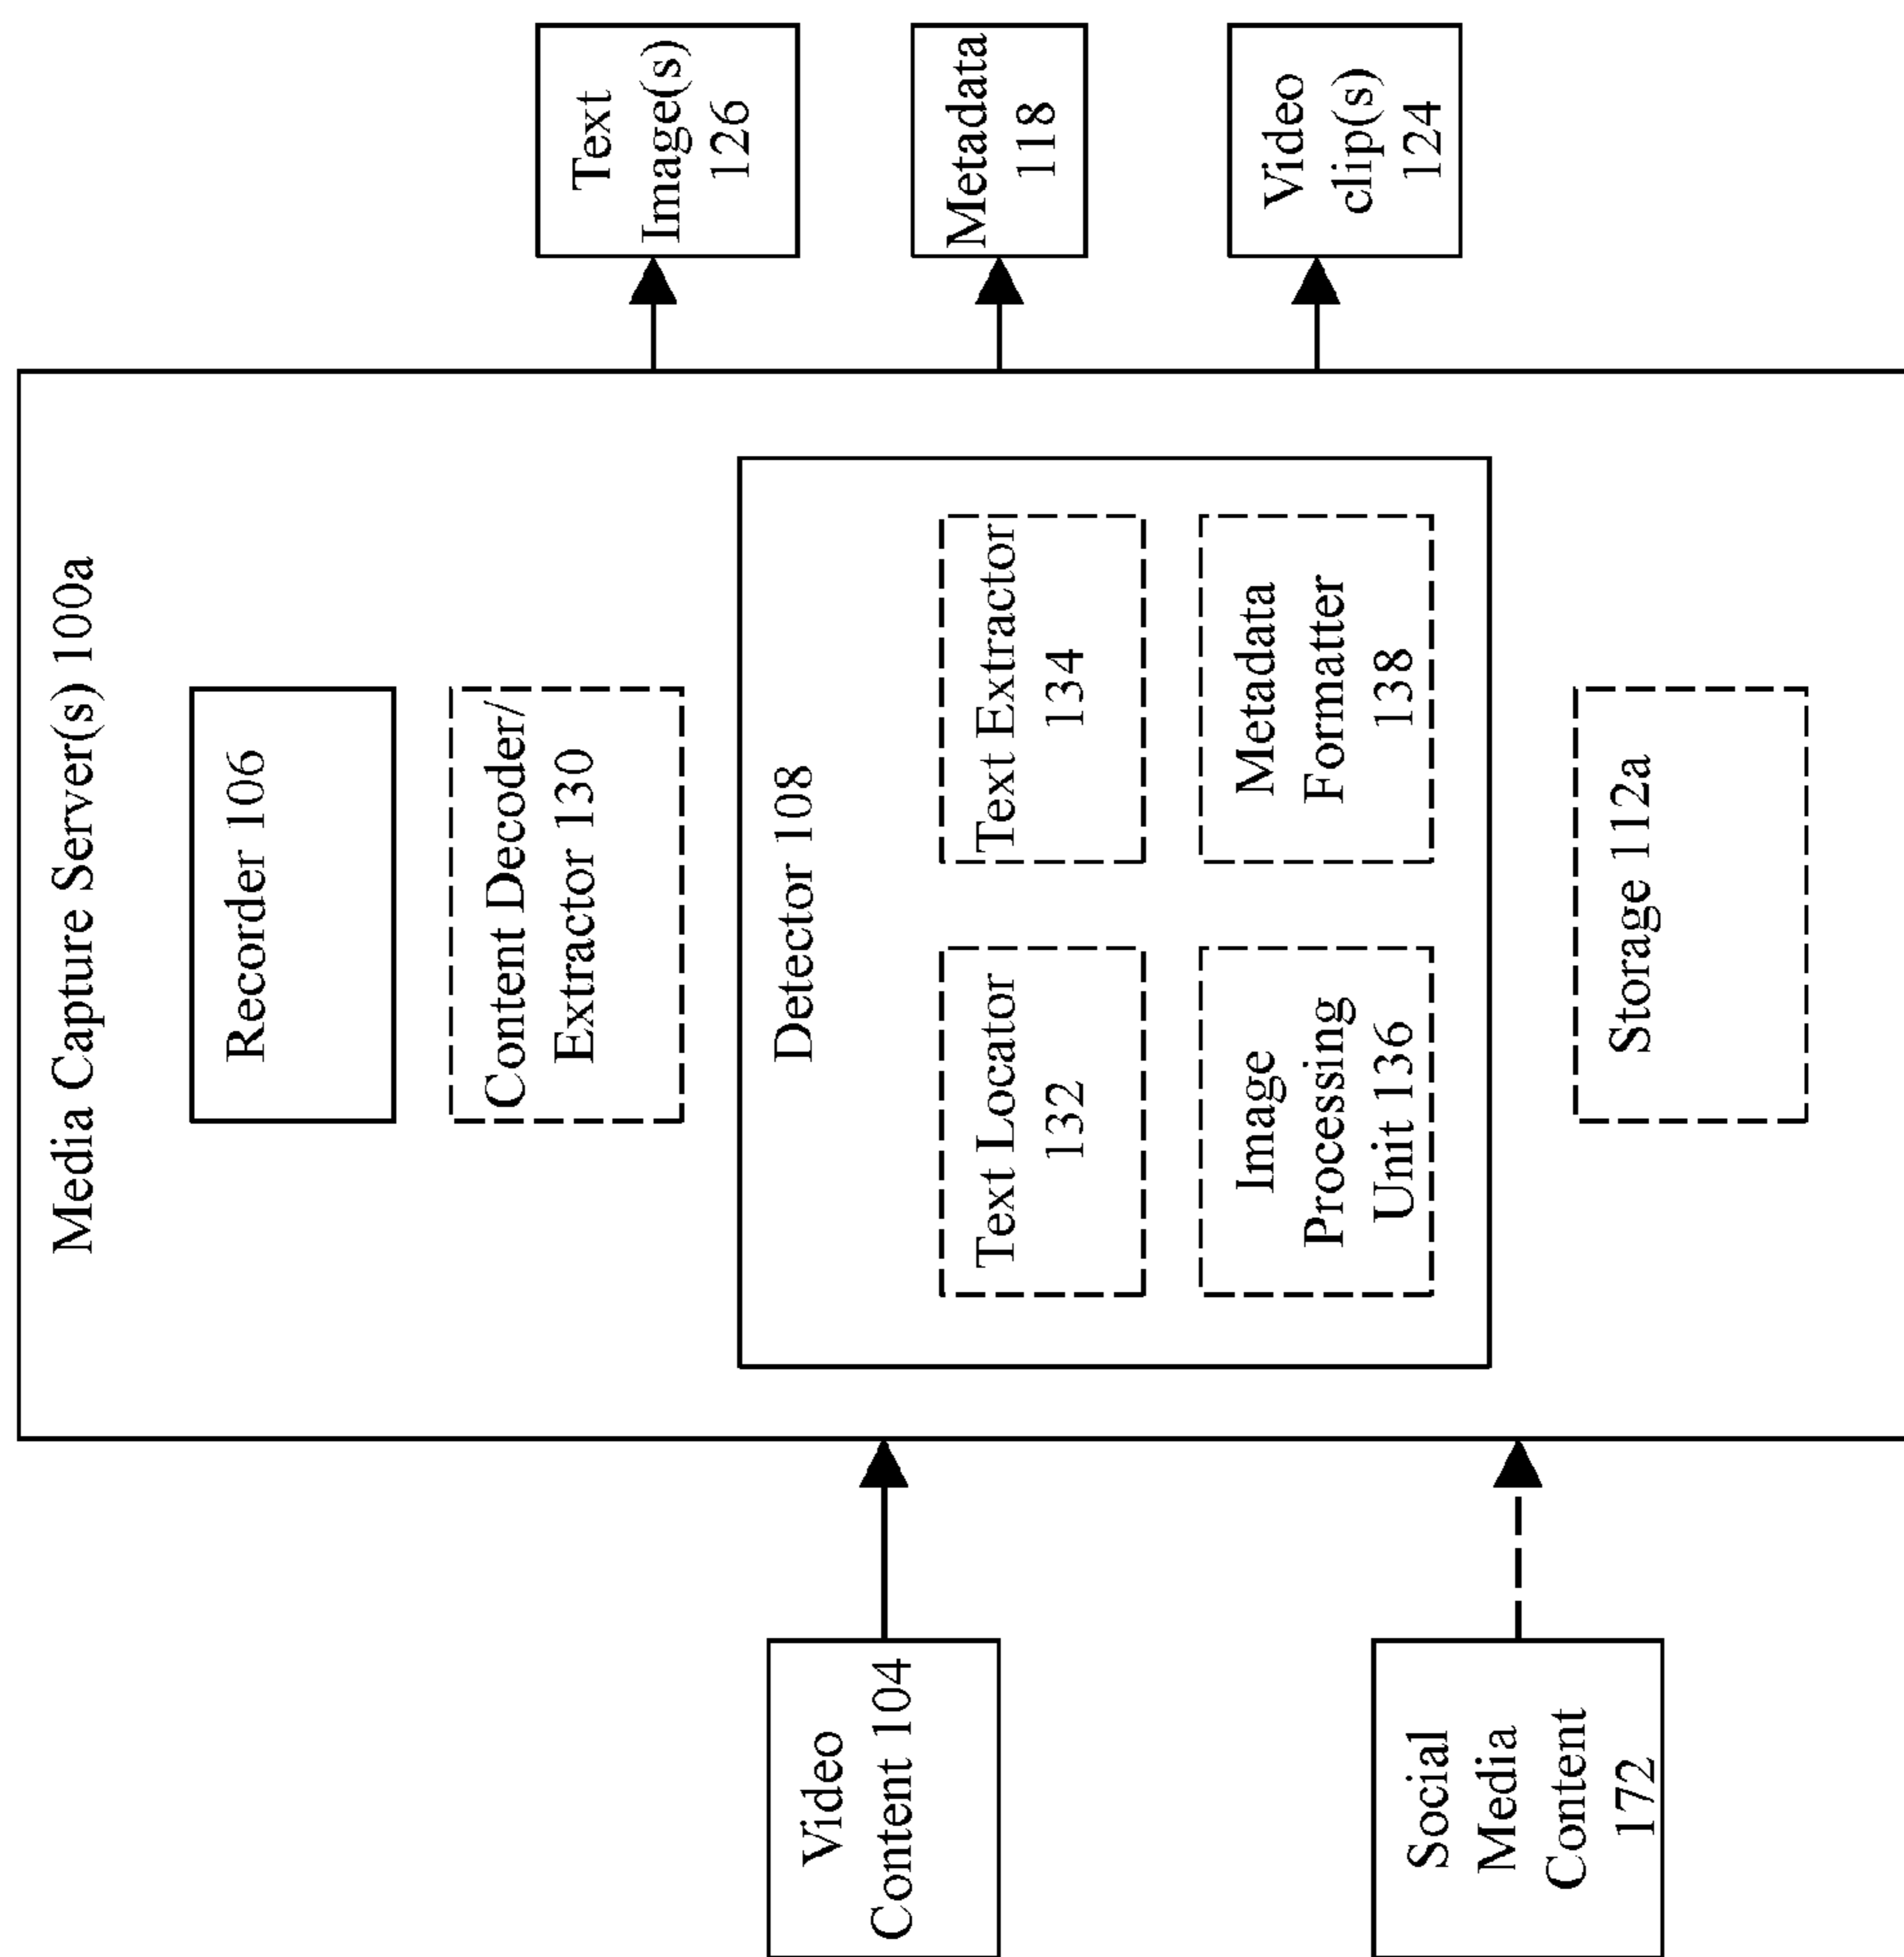 Media Capture Server(s) 100a
Recorder 106
Content Decoder/
Extractor 130
Detector 108
Text Locator
132
Text Extractor
134
Image
Processing
Unit 136
Metadata
Formatter
138
Storage 112a
Video
Content 104
Social
Media
Content
172
Text
Image(s)
126
Metadata
118
Video
clip(s)
124